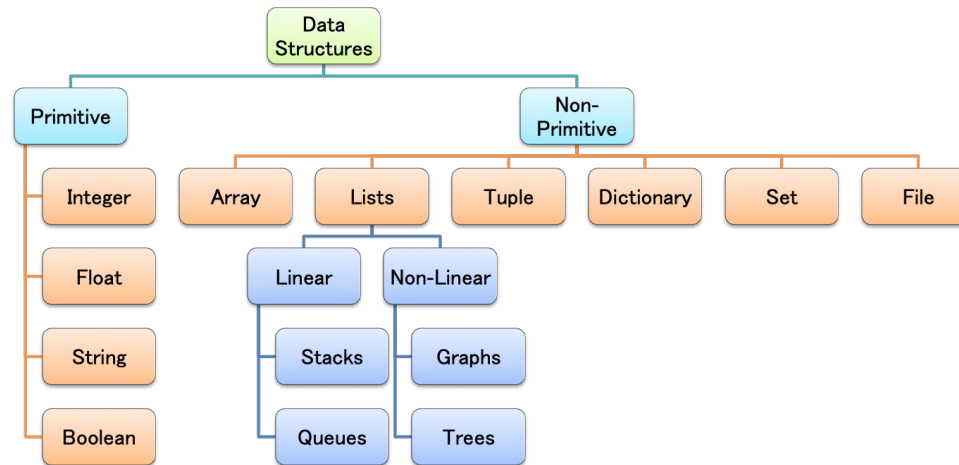 Data
Structures
Primitive
Non-
Primitive
Integer
Array
Lists
Tuple
Dictionary
Set
File
Float
Linear
Non-Linear
String
Stacks
Graphs
Boolean
Queues
Trees